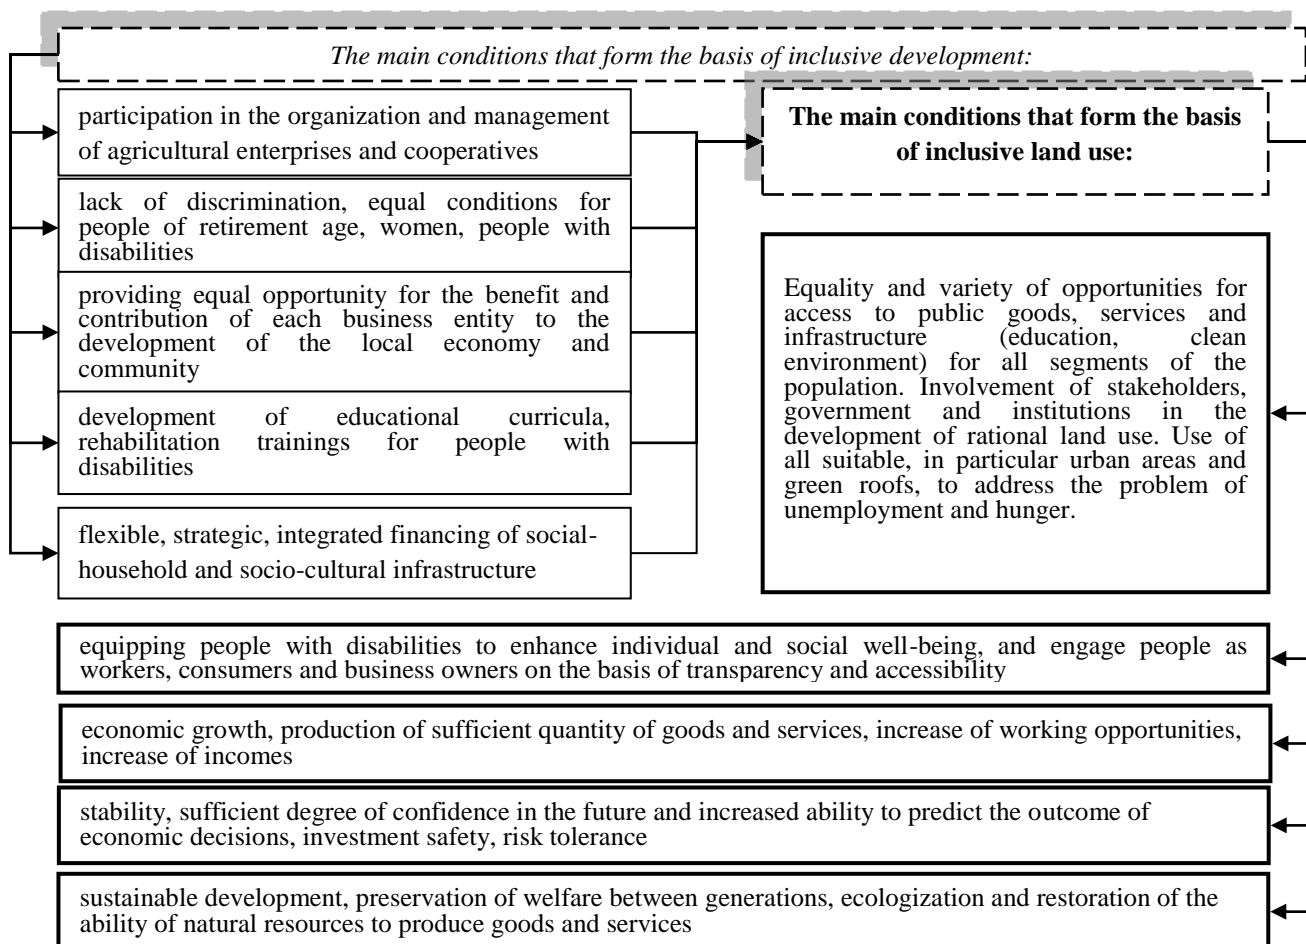 The main conditions that form the basis of inclusive development:
participation in the organization and management
of agricultural enterprises and cooperatives
lack of discrimination, equal conditions for
people of retirement age, women, people with
disabilities
providing equal opportunity for the benefit and
contribution of each business entity to the
development of the local economy and
community
development of educational curricula,
rehabilitation trainings for people with
disabilities
flexible, strategic, integrated financing of social-
household and socio-cultural infrastructure
The main conditions that form the basis
of inclusive land use:
Equality and variety of opportunities for
access to public goods, services and
infrastructure (education, clean
environment) for all segments of the
population. Involvement of stakeholders,
government and institutions in the
development of rational land use. Use of
all suitable, in particular urban areas and
green roofs, to address the problem of
unemployment and hunger.
equipping people with disabilities to enhance individual and social well-being, and engage people as
workers, consumers and business owners on the basis of transparency and accessibility
economic growth, production of sufficient quantity of goods and services, increase of working opportunities,
increase of incomes
stability, sufficient degree of confidence in the future and increased ability to predict the outcome of
economic decisions, investment safety, risk tolerance
sustainable development, preservation of welfare between generations, ecologization and restoration of the
ability of natural resources to produce goods and services